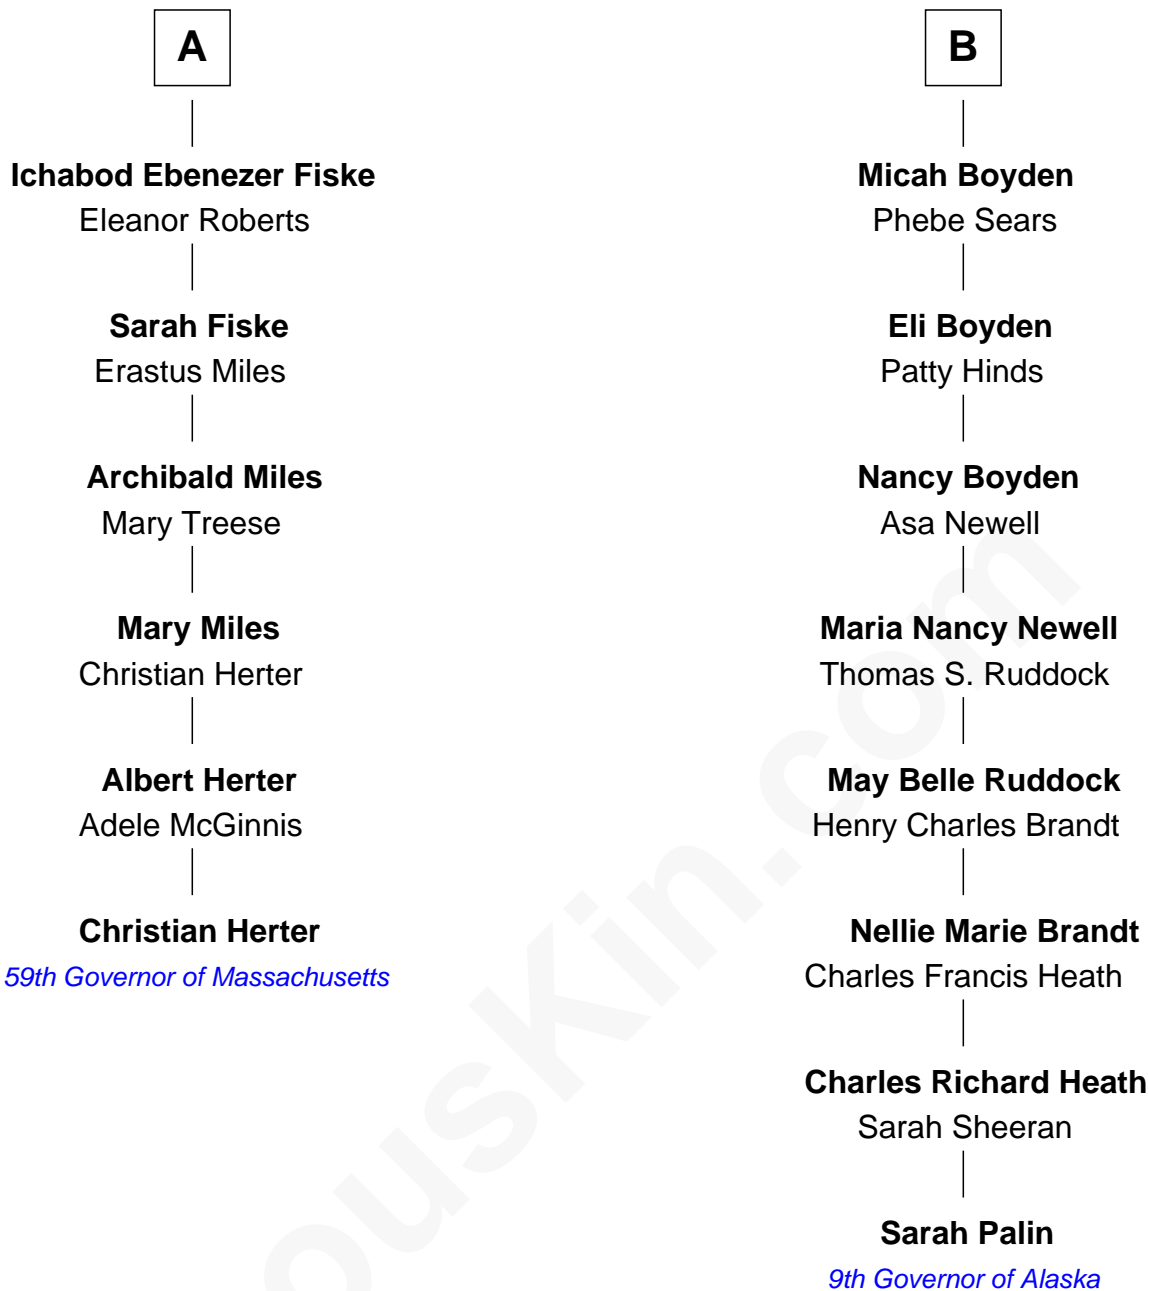 A
Ichabod Ebenezer Fiske
Eleanor Roberts
Sarah Fiske
Erastus Miles
Archibald Miles
Mary Treese
Mary Miles
Christian Herter
Albert Herter
Adele McGinnis
Christian Herter
59th Governor of Massachusetts
B
Micah Boyden
Phebe Sears
Eli Boyden
Patty Hinds
Nancy Boyden
Asa Newell
Maria Nancy Newell
Thomas S. Ruddock
May Belle Ruddock
Henry Charles Brandt
Nellie Marie Brandt
Charles Francis Heath
Charles Richard Heath
Sarah Sheeran
Sarah Palin
9th Governor of Alaska
ousKin.com